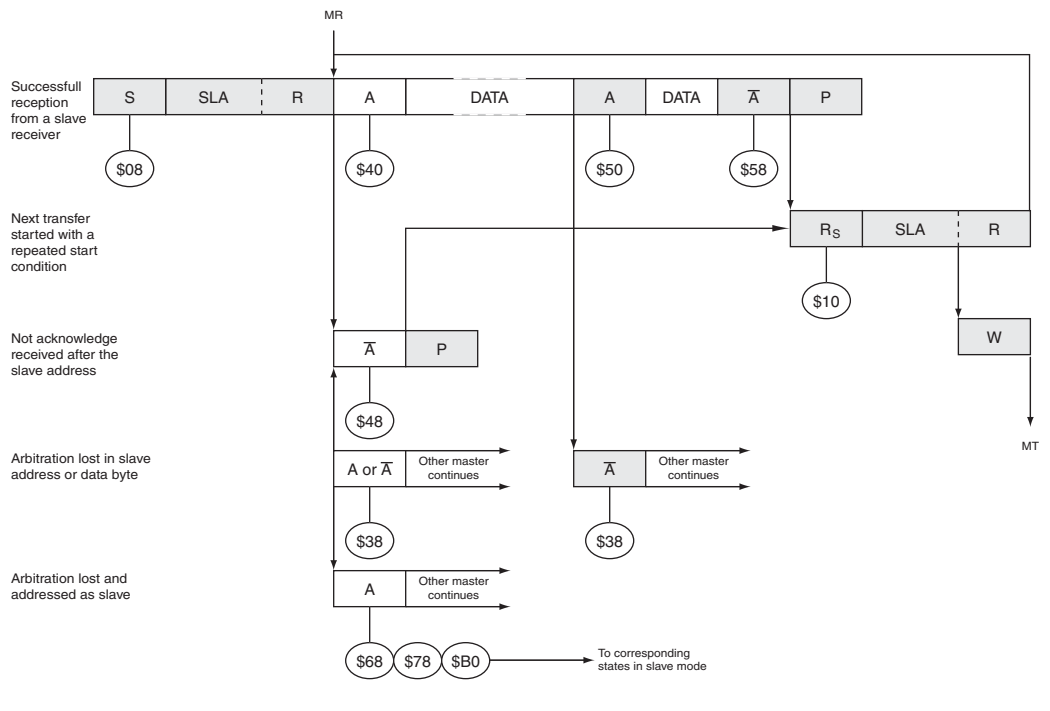 MR
Successfull
reception
from a slave
receiver
S SLA R A DATA A DATA A̅ P
$08 $40 $50 $58
Next transfer
started with a
repeated start
condition
RS SLA R
$10
Not acknowledge
received after the
slave address
A̅ P
W
$48
MT
Arbitration lost in slave
address or data byte
A or A̅
Other master
continues
A̅
Other master
continues
$38 $38
Arbitration lost and
addressed as slave
A
Other master
continues
$68 $78 $B0
To corresponding
states in slave mode